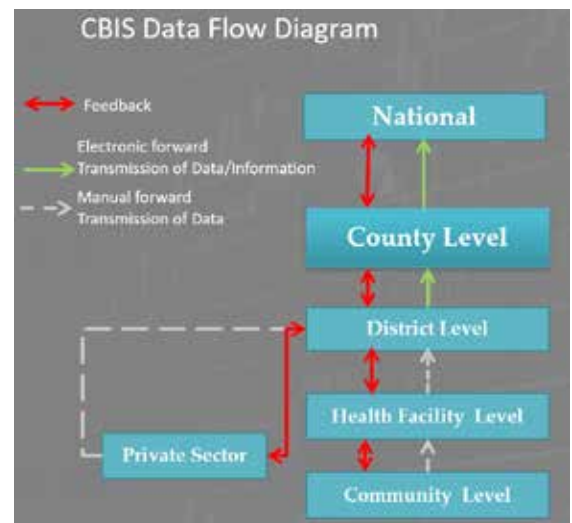 CBIS Data Flow Diagram
Feedback
Electronic forward
Transmission of Data/Information
Manual forward
Transmission of Data
National
County Level
District Level
Health Facility Level
Private Sector
Community Level